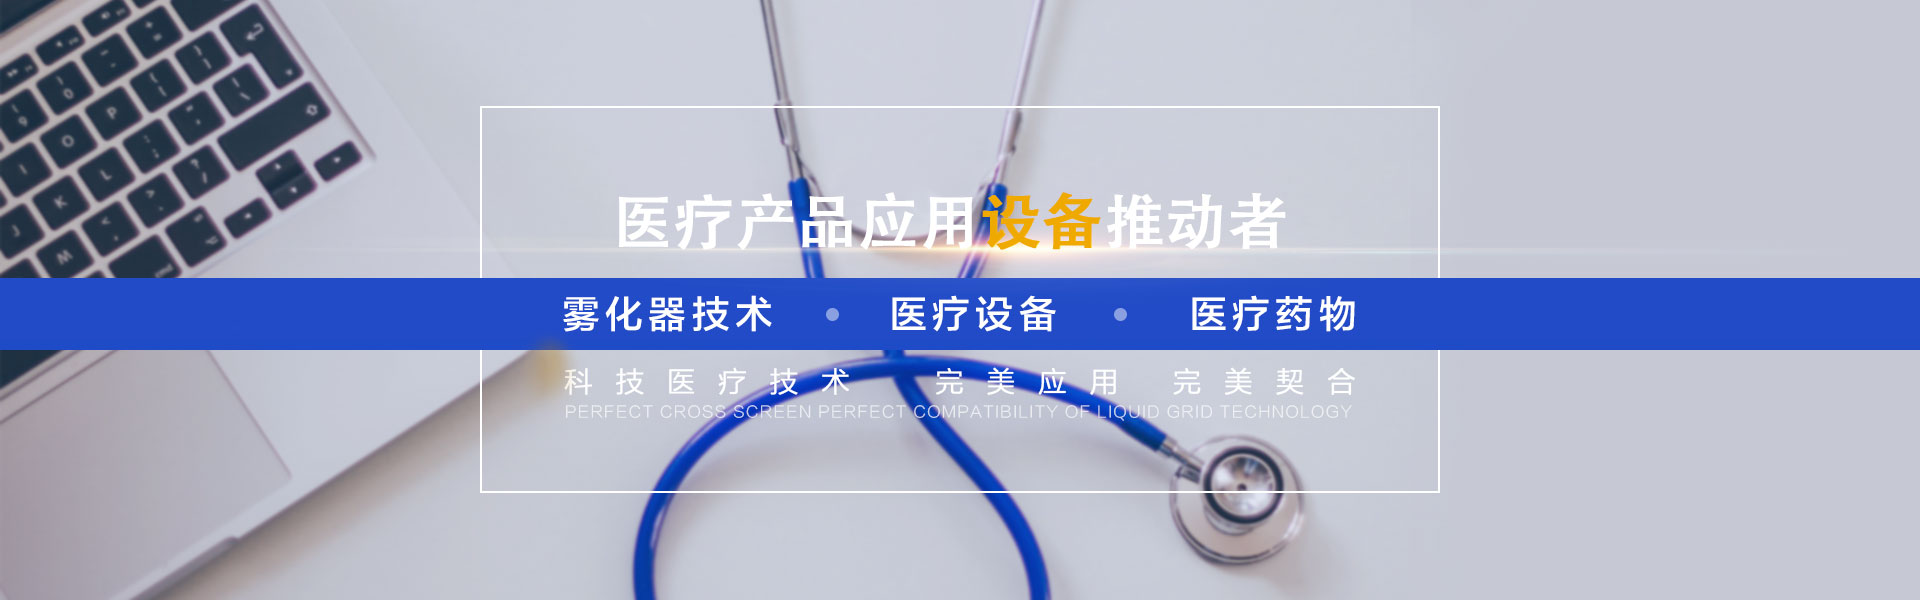 医疗产品应用设备推动者
雾化器技术 • 医疗设备 • 医疗药物
科技医疗技术 完美应用 完美契合
PERFECT CROSS SCREEN PERFECT COMPATIBILITY OF LIQUID GRID TECHNOLOGY